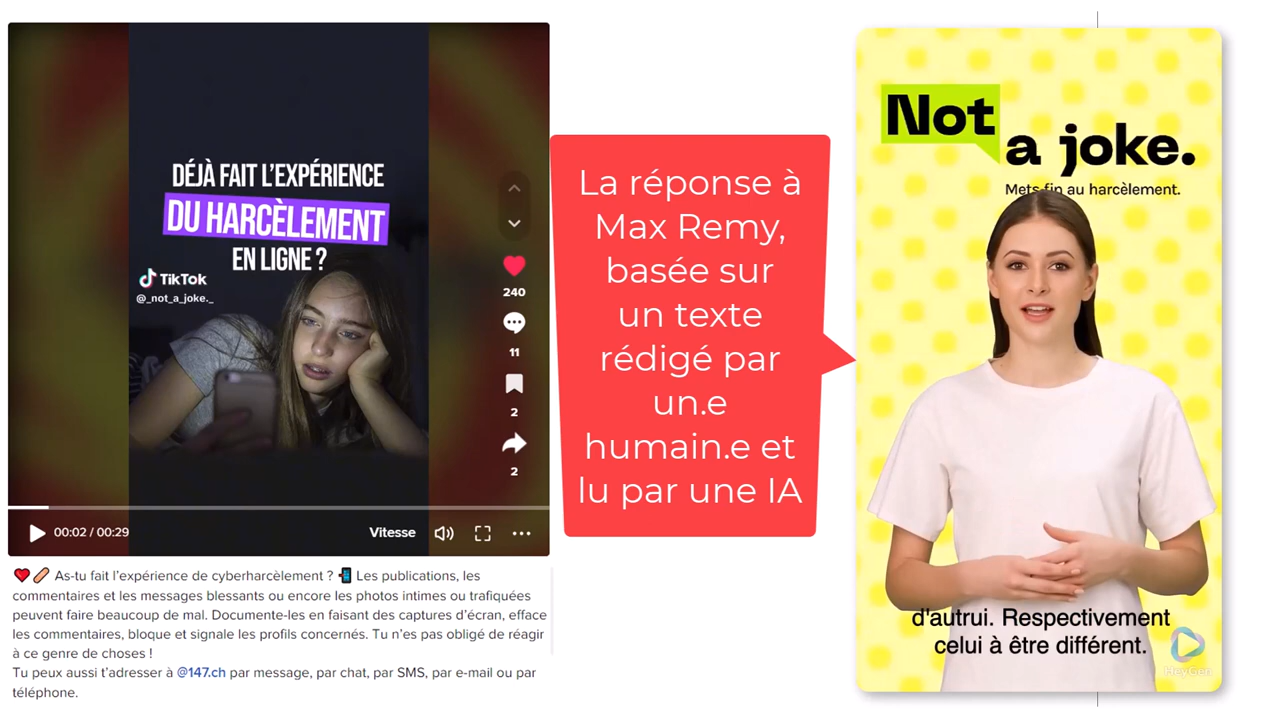 DÉJÀ FAIT L'EXPÉRIENCE
DU HARCÈLEMENT
EN LIGNE ?
TikTok
@_not_a_joke._
240
11
2
2
00:02 / 00:29
Vitesse
As-tu fait l'expérience de cyberharcèlement ? Les publications, les
commentaires et les messages blessants ou encore les photos intimes ou trafiquées
peuvent faire beaucoup de mal. Documente-les en faisant des captures d'écran, efface
les commentaires, bloque et signale les profils concernés. Tu n'es pas obligé de réagir
à ce genre de choses !
Tu peux aussi t'adresser à @147.ch par message, par chat, par SMS, par e-mail ou par
téléphone.
La réponse à
Max Remy,
basée sur
un texte
rédigé par
un.e
humain.e et
lu par une IA
Not
a joke.
Mets fin au harcèlement.
d'autrui. Respectivement
celui à être différent.
HeyGen